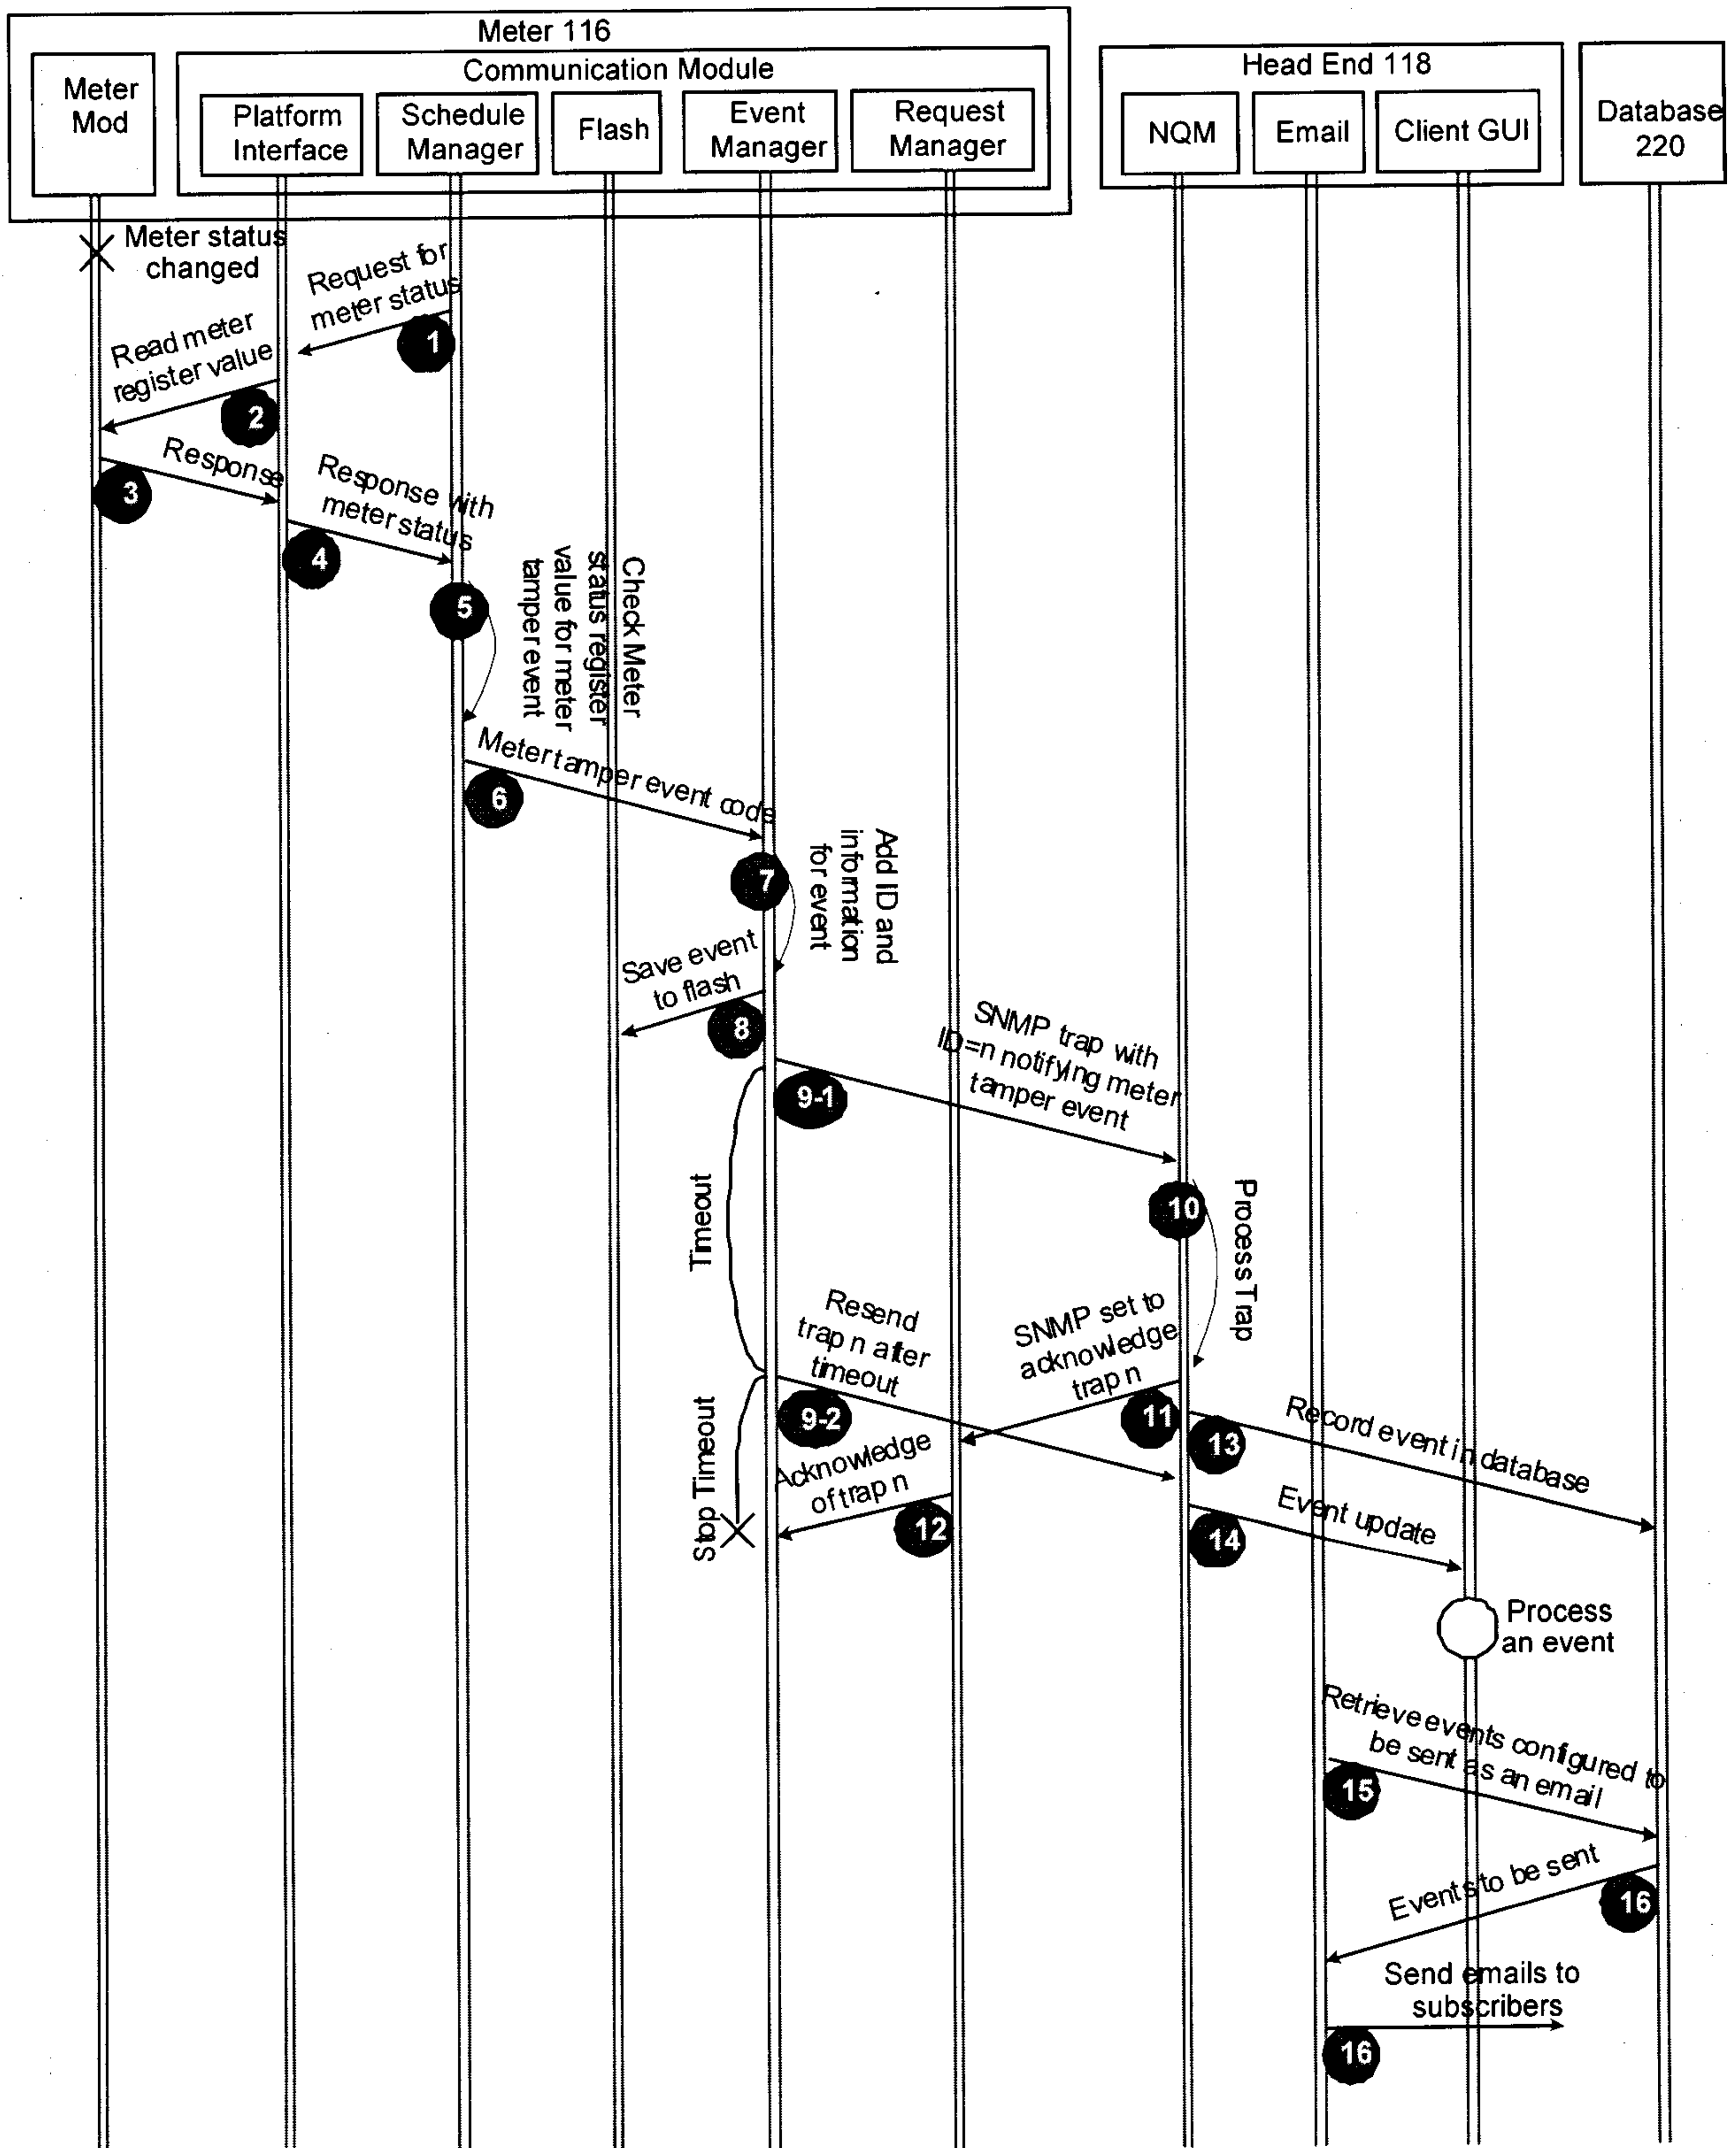 Meter 116
Communication Module
Head End 118
Meter
Mod
Platform
Interface
Schedule
Manager
Flash
Event
Manager
Request
Manager
NQM
Email
Client GUI
Database
220
Meter status
changed
Request for
meter status
1
Read meter
register value
2
Response
3
Response with
meter status
4
5
Check Meter
status register
value for meter
tamper event
Meter tamper event code
6
7
Add ID and
information
for event
Save event
to flash
8
SNMP trap with
ID=n notifying meter
tamper event
9-1
Timeout
10
Process Trap
Resend
trap n after
timeout
9-2
SNMP set to
acknowledge
trap n
11
13
Record event in database
Stop Timeout
Acknowledge
of trap n
12
Event update
14
Process
an event
Retrieve events configured to
be sent as an email
15
Events to be sent
16
Send emails to
subscribers
16